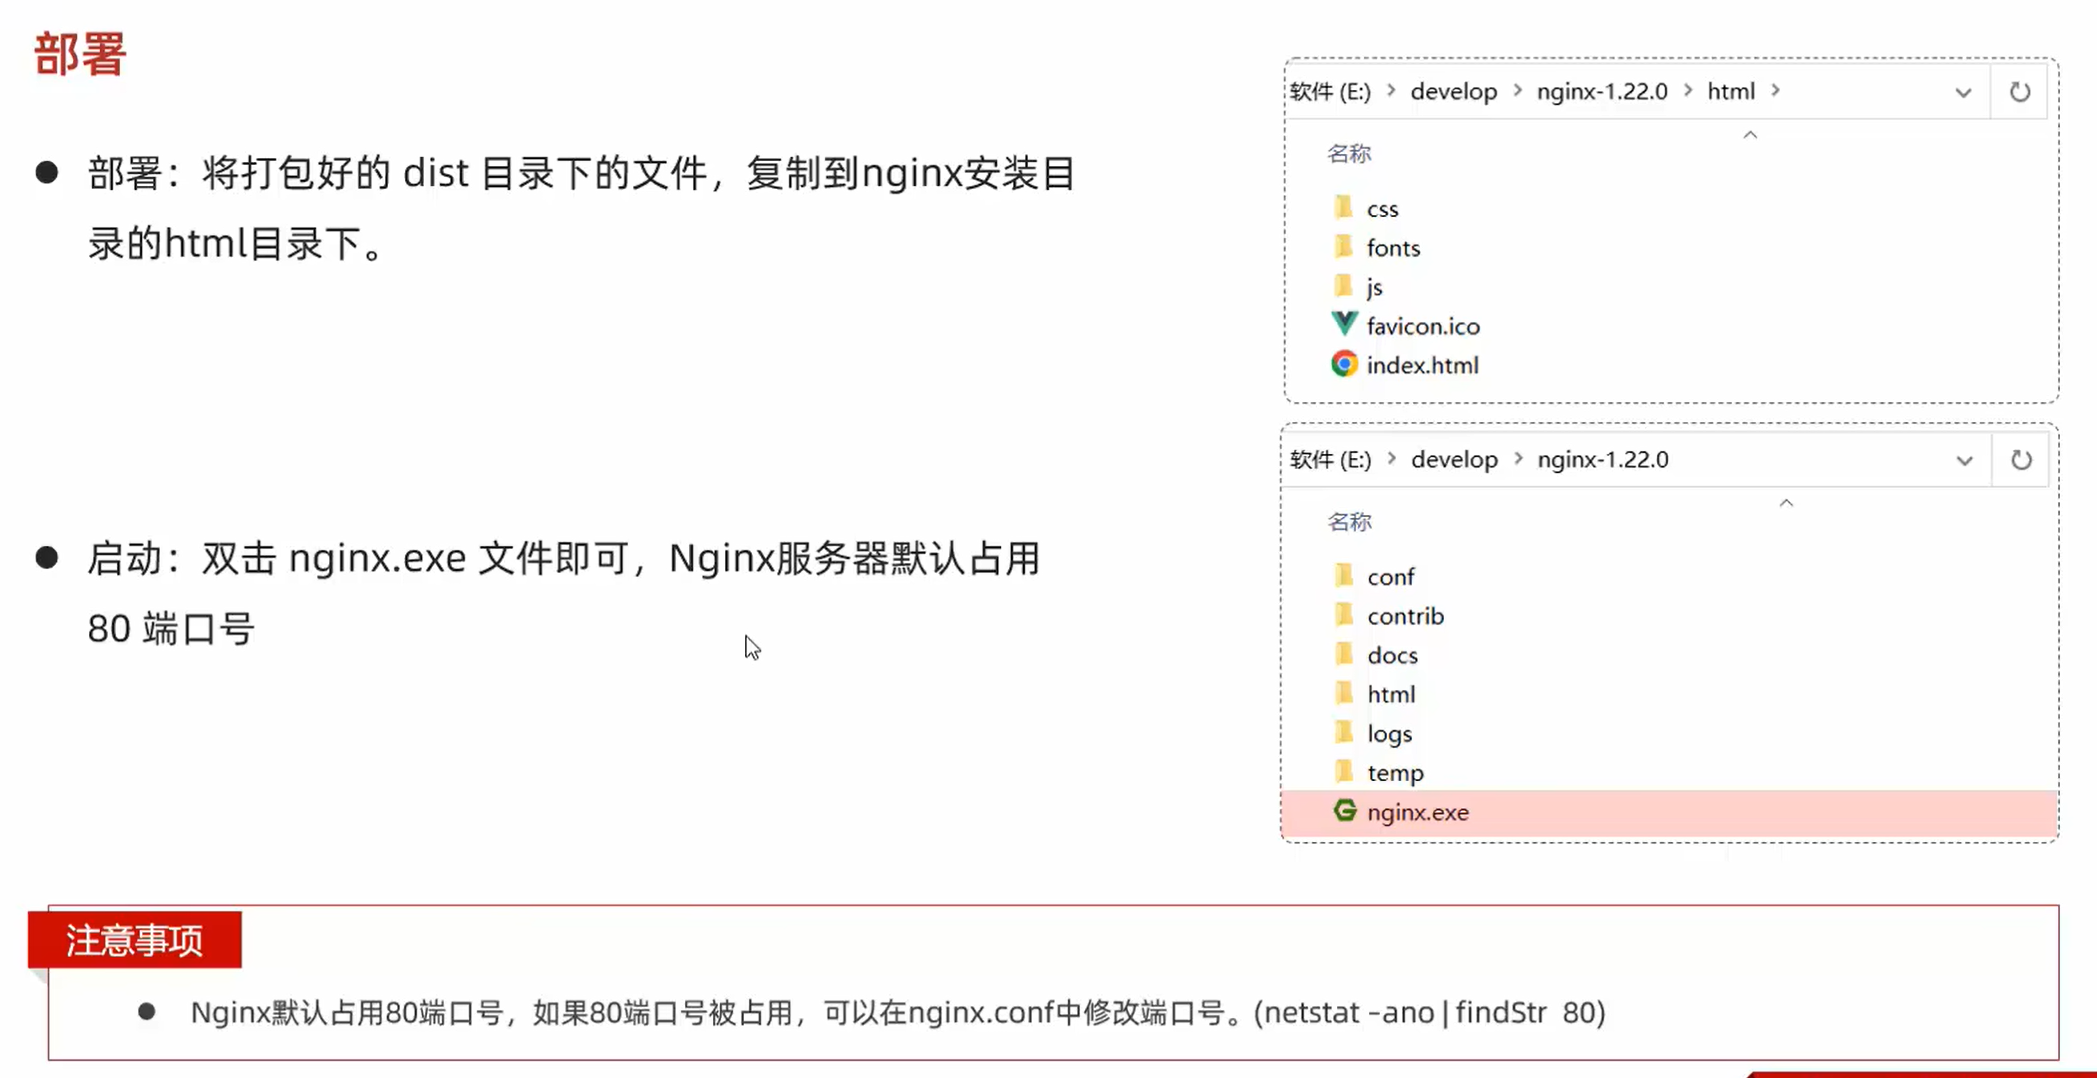 部署
部署：将打包好的 dist 目录下的文件，复制到nginx安装目
录的html目录下。
软件 (E:) > develop > nginx-1.22.0 > html >
名称
css
fonts
js
favicon.ico
index.html
启动：双击 nginx.exe 文件即可，Nginx服务器默认占用
80 端口号
软件 (E:) > develop > nginx-1.22.0
名称
conf
contrib
docs
html
logs
temp
nginx.exe
注意事项
Nginx默认占用80端口号，如果80端口号被占用，可以在nginx.conf中修改端口号。(netstat –ano | findStr 80)